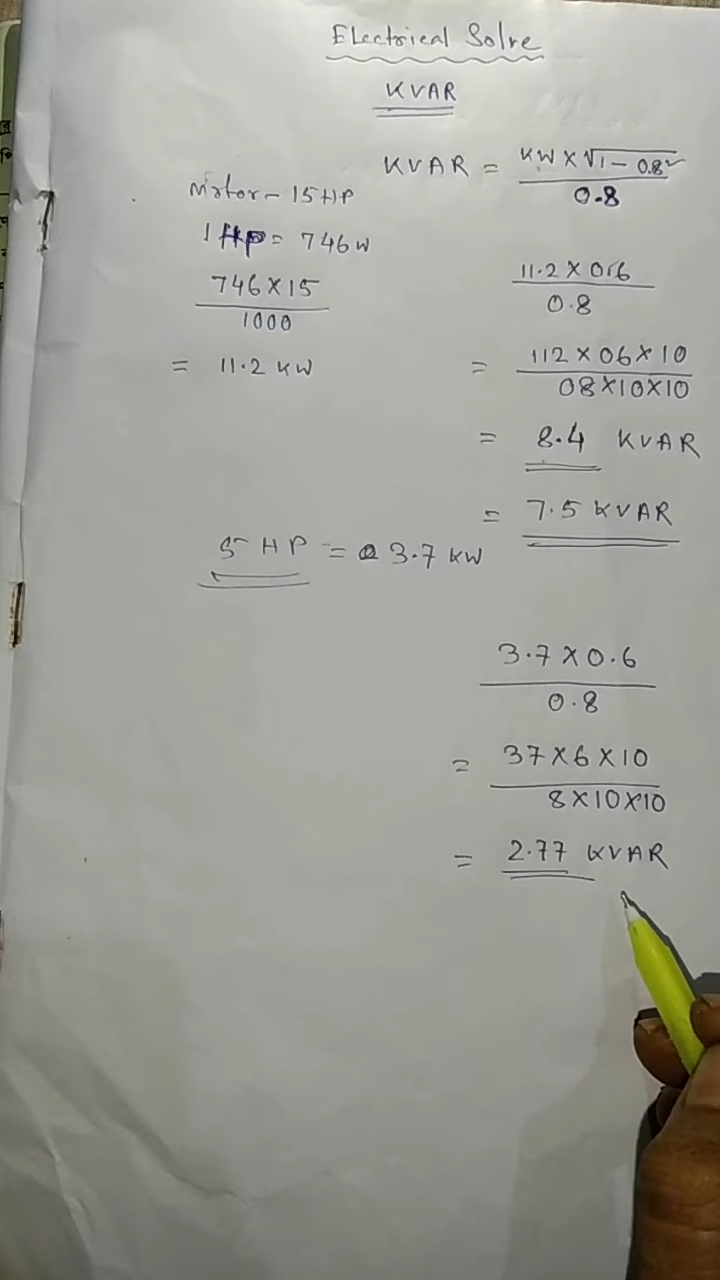 Electrical Solve
KVAR
KVAR = KW × √1 - 0.8² / 0.8
Motor - 15 HP
1 HP = 746 W
746 × 15 / 1000
= 11.2 KW
11.2 × 0.6 / 0.8
= 112 × 06 × 10 / 08 × 10 × 10
= 8.4 KVAR
= 7.5 KVAR
5 HP = 3.7 KW
3.7 × 0.6 / 0.8
= 37 × 6 × 10 / 8 × 10 × 10
= 2.77 KVAR